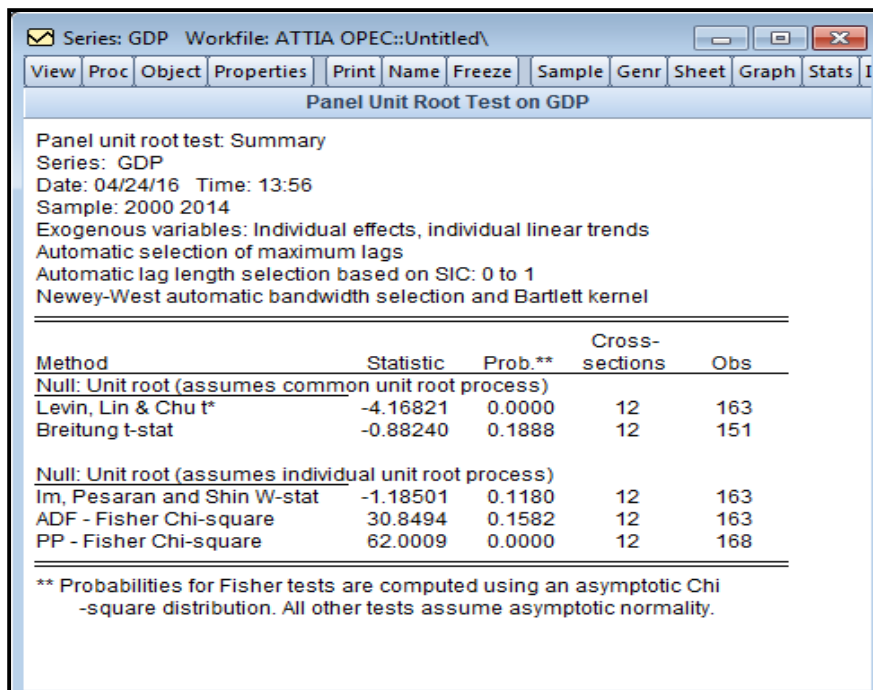 Series: GDP Workfile: ATTIA OPEC::Untitled\
View Proc Object Properties Print Name Freeze Sample Genr Sheet Graph Stats
Panel Unit Root Test on GDP
Panel unit root test: Summary
Series: GDP
Date: 04/24/16 Time: 13:56
Sample: 2000 2014
Exogenous variables: Individual effects, individual linear trends
Automatic selection of maximum lags
Automatic lag length selection based on SIC: 0 to 1
Newey-West automatic bandwidth selection and Bartlett kernel
Cross-
Method Statistic Prob.** sections Obs
Null: Unit root (assumes common unit root process)
Levin, Lin & Chu t* -4.16821 0.0000 12 163
Breitung t-stat -0.88240 0.1888 12 151
Null: Unit root (assumes individual unit root process)
Im, Pesaran and Shin W-stat -1.18501 0.1180 12 163
ADF - Fisher Chi-square 30.8494 0.1582 12 163
PP - Fisher Chi-square 62.0009 0.0000 12 168
** Probabilities for Fisher tests are computed using an asymptotic Chi
-square distribution. All other tests assume asymptotic normality.